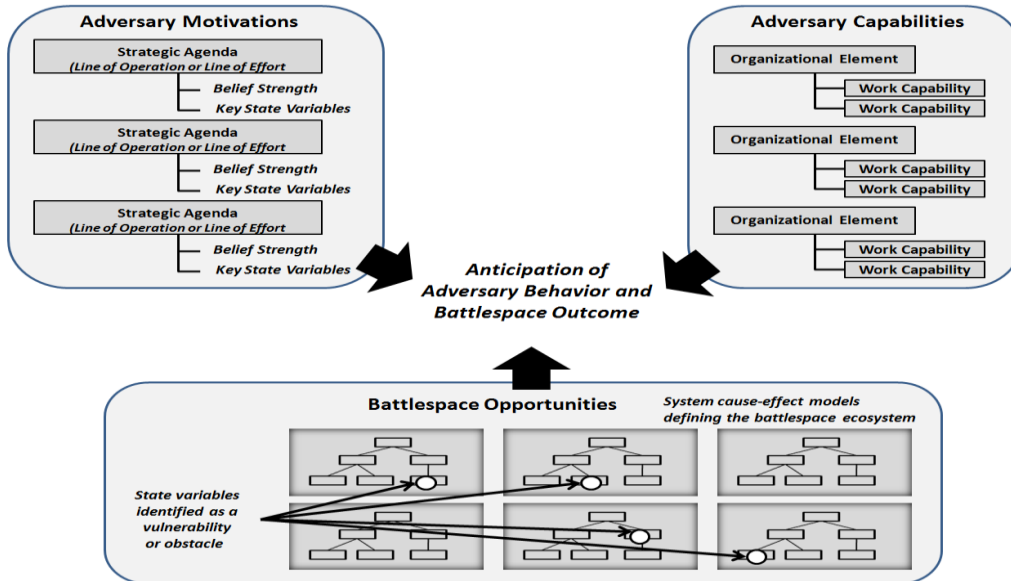 Adversary Motivations
Strategic Agenda
(Line of Operation or Line of Effort
Belief Strength
Key State Variables
Strategic Agenda
(Line of Operation or Line of Effort
Belief Strength
Key State Variables
Strategic Agenda
(Line of Operation or Line of Effort
Belief Strength
Key State Variables
Adversary Capabilities
Organizational Element
Work Capability
Work Capability
Organizational Element
Work Capability
Work Capability
Organizational Element
Work Capability
Work Capability
Anticipation of
Adversary Behavior and
Battlespace Outcome
Battlespace Opportunities
System cause-effect models
defining the battlespace ecosystem
State variables
identified as a
vulnerability
or obstacle